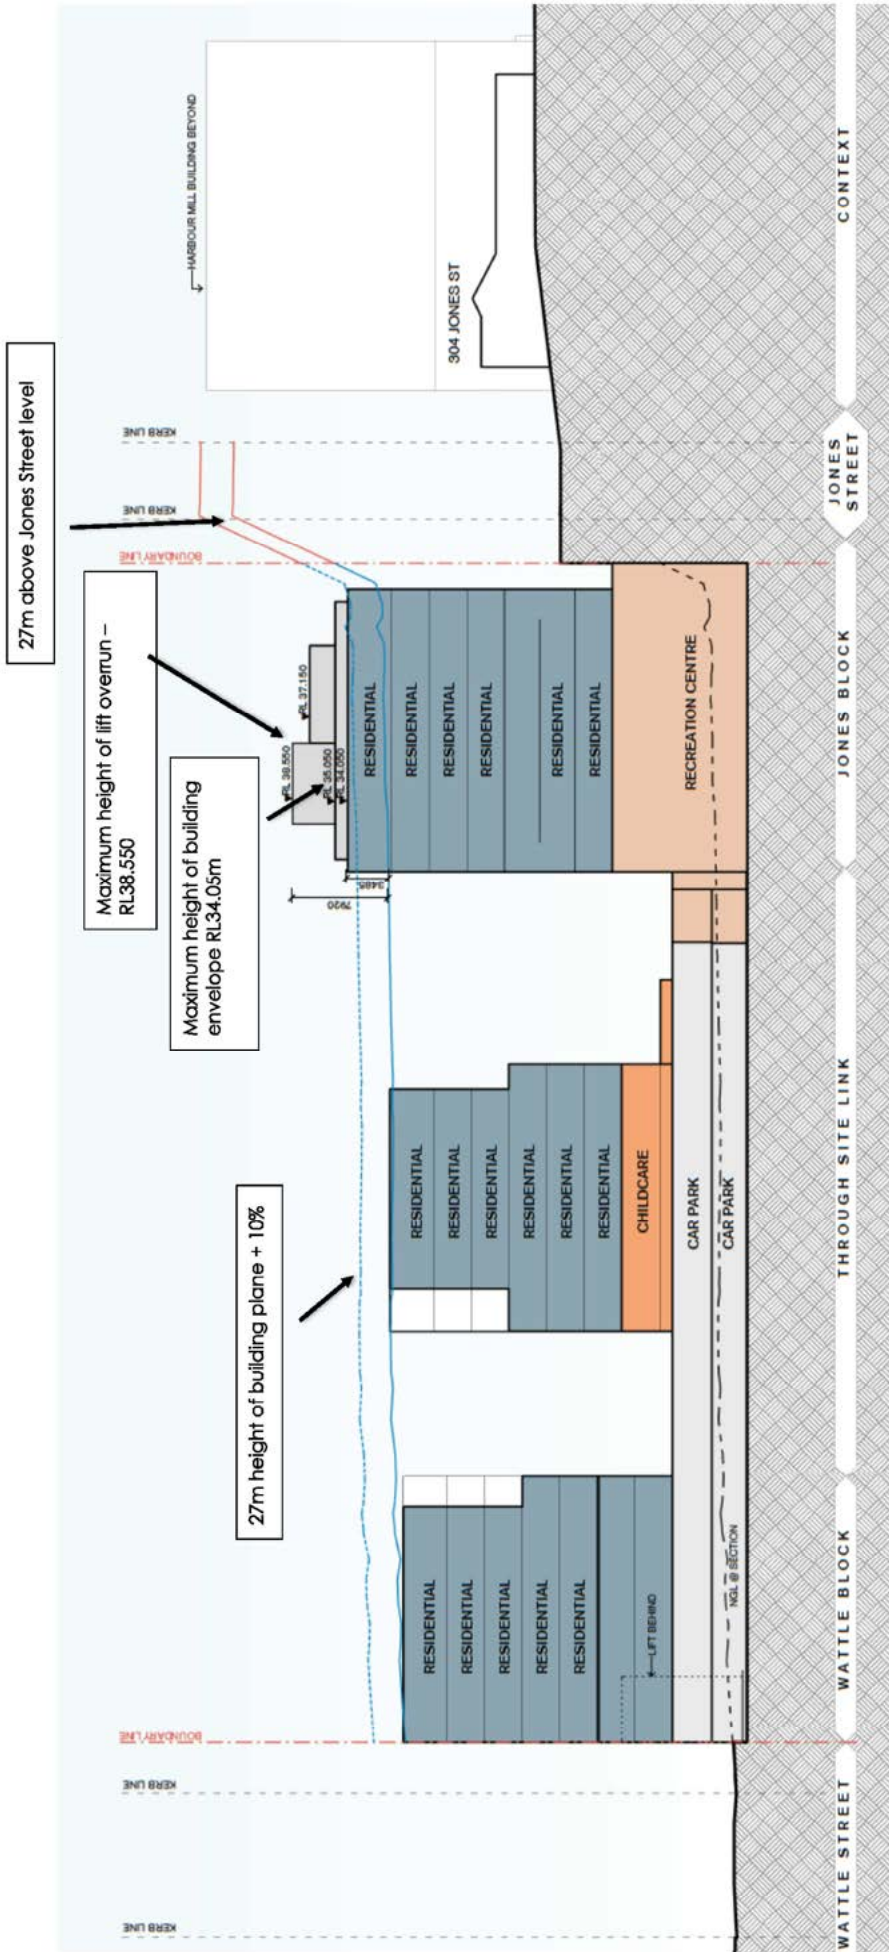 27m above Jones Street level
Maximum height of lift overrun –
RL38.550
Maximum height of building
envelope RL34.05m
27m height of building plane + 10%
KERB LINE
KERB LINE
BOUNDARY LINE
BOUNDARY LINE
KERB LINE
KERB LINE
HARBOUR MILL BUILDING BEYOND
304 JONES ST
RL 38.550
RL 37.150
RL 35.050
RL 34.050
7920
3485
RESIDENTIAL
RESIDENTIAL
RESIDENTIAL
RESIDENTIAL
RESIDENTIAL
LIFT BEHIND
NGL @ SECTION
RESIDENTIAL
RESIDENTIAL
RESIDENTIAL
RESIDENTIAL
RESIDENTIAL
RESIDENTIAL
CHILDCARE
CAR PARK
CAR PARK
RESIDENTIAL
RESIDENTIAL
RESIDENTIAL
RESIDENTIAL
RESIDENTIAL
RECREATION CENTRE
WATTLE STREET
WATTLE BLOCK
THROUGH SITE LINK
JONES BLOCK
JONES
STREET
CONTEXT